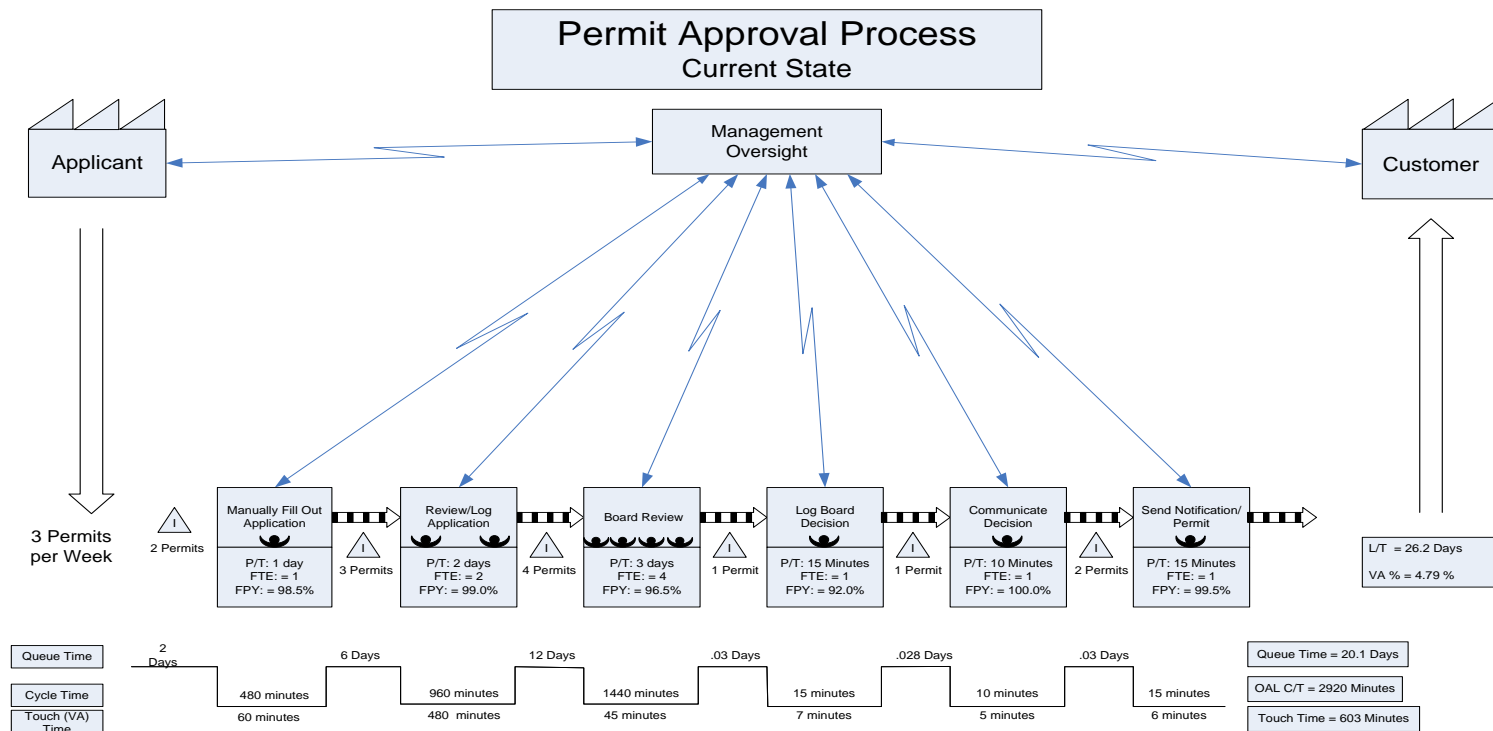 Permit Approval Process
Current State
Applicant
Management
Oversight
Customer
3 Permits
per Week
I
2 Permits
Manually Fill Out
Application
P/T: 1 day
FTE: = 1
FPY: = 98.5%
I
3 Permits
Review/Log
Application
P/T: 2 days
FTE: = 2
FPY: = 99.0%
I
4 Permits
Board Review
P/T: 3 days
FTE: = 4
FPY: = 96.5%
I
1 Permit
Log Board
Decision
P/T: 15 Minutes
FTE: = 1
FPY: = 92.0%
I
1 Permit
Communicate
Decision
P/T: 10 Minutes
FTE: = 1
FPY: = 100.0%
I
2 Permits
Send Notification/
Permit
P/T: 15 Minutes
FTE: = 1
FPY: = 99.5%
L/T = 26.2 Days
VA % = 4.79 %
Queue Time
2
Days
6 Days
12 Days
.03 Days
.028 Days
.03 Days
Queue Time = 20.1 Days
Cycle Time
480 minutes
960 minutes
1440 minutes
15 minutes
10 minutes
15 minutes
OAL C/T = 2920 Minutes
Touch (VA)
Time
60 minutes
480 minutes
45 minutes
7 minutes
5 minutes
6 minutes
Touch Time = 603 Minutes